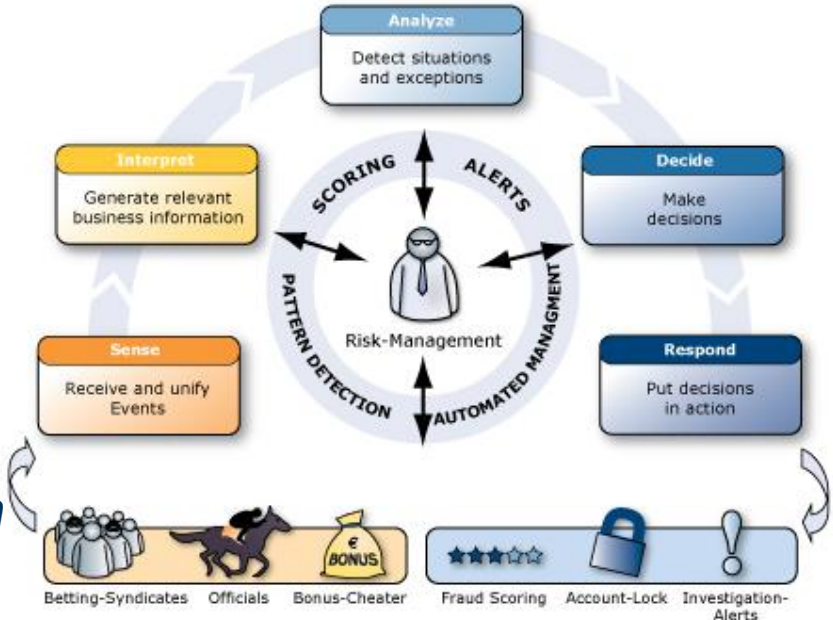 Analyze
Detect situations
and exceptions
Interpret
Generate relevant
business information
SCORING
ALERTS
Decide
Make
decisions
PATTERN DETECTION
Risk-Management
AUTOMATED MANAGMENT
Sense
Receive and unify
Events
Respond
Put decisions
in action
€
BONUS
Betting-Syndicates
Officials
Bonus-Cheater
Fraud Scoring
Account-Lock
Investigation-
Alerts